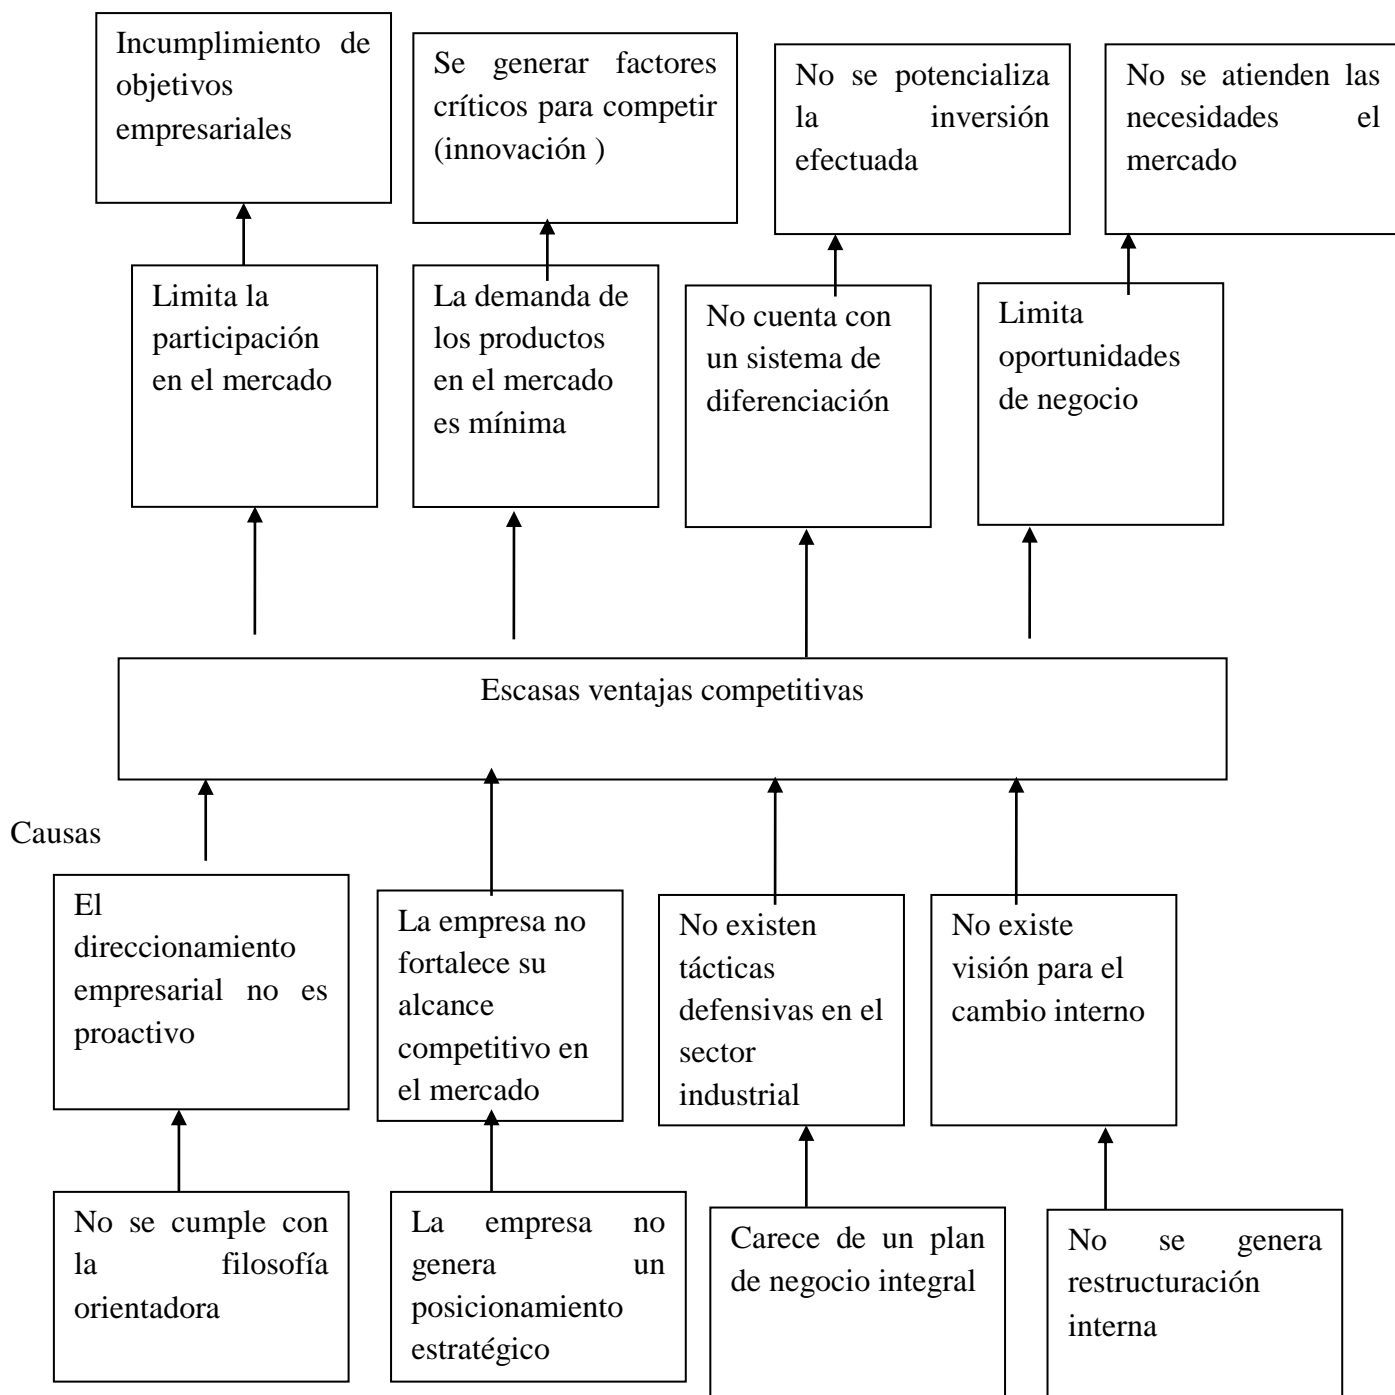 Incumplimiento de
objetivos
empresariales
Se generar factores
críticos para competir
(innovación )
No se potencializa
la inversión
efectuada
No se atienden las
necesidades el
mercado
Limita la
participación
en el mercado
La demanda de
los productos
en el mercado
es mínima
No cuenta con
un sistema de
diferenciación
Limita
oportunidades
de negocio
Escasas ventajas competitivas
Causas
El
direccionamiento
empresarial no es
proactivo
La empresa no
fortalece su
alcance
competitivo en
el mercado
No existen
tácticas
defensivas en el
sector
industrial
No existe
visión para el
cambio interno
No se cumple con
la filosofía
orientadora
La empresa no
genera un
posicionamiento
estratégico
Carece de un plan
de negocio integral
No se genera
restructuración
interna